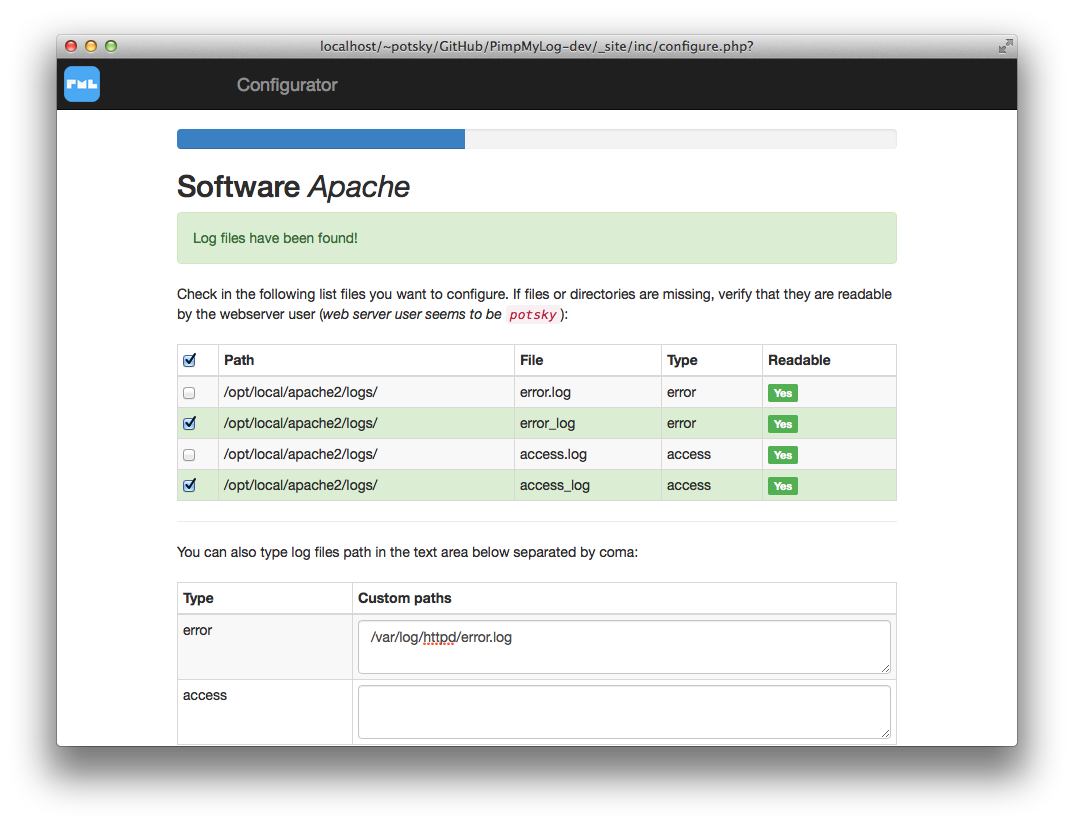 localhost/~potsky/GitHub/PimpMyLog-dev/_site/inc/configure.php?
PML Configurator
Software Apache
Log files have been found!
Check in the following list files you want to configure. If files or directories are missing, verify that they are readable
by the webserver user (web server user seems to be potsky ):
Path File Type Readable
/opt/local/apache2/logs/ error.log error Yes
/opt/local/apache2/logs/ error_log error Yes
/opt/local/apache2/logs/ access.log access Yes
/opt/local/apache2/logs/ access_log access Yes
You can also type log files path in the text area below separated by coma:
Type Custom paths
error /var/log/httpd/error.log
access